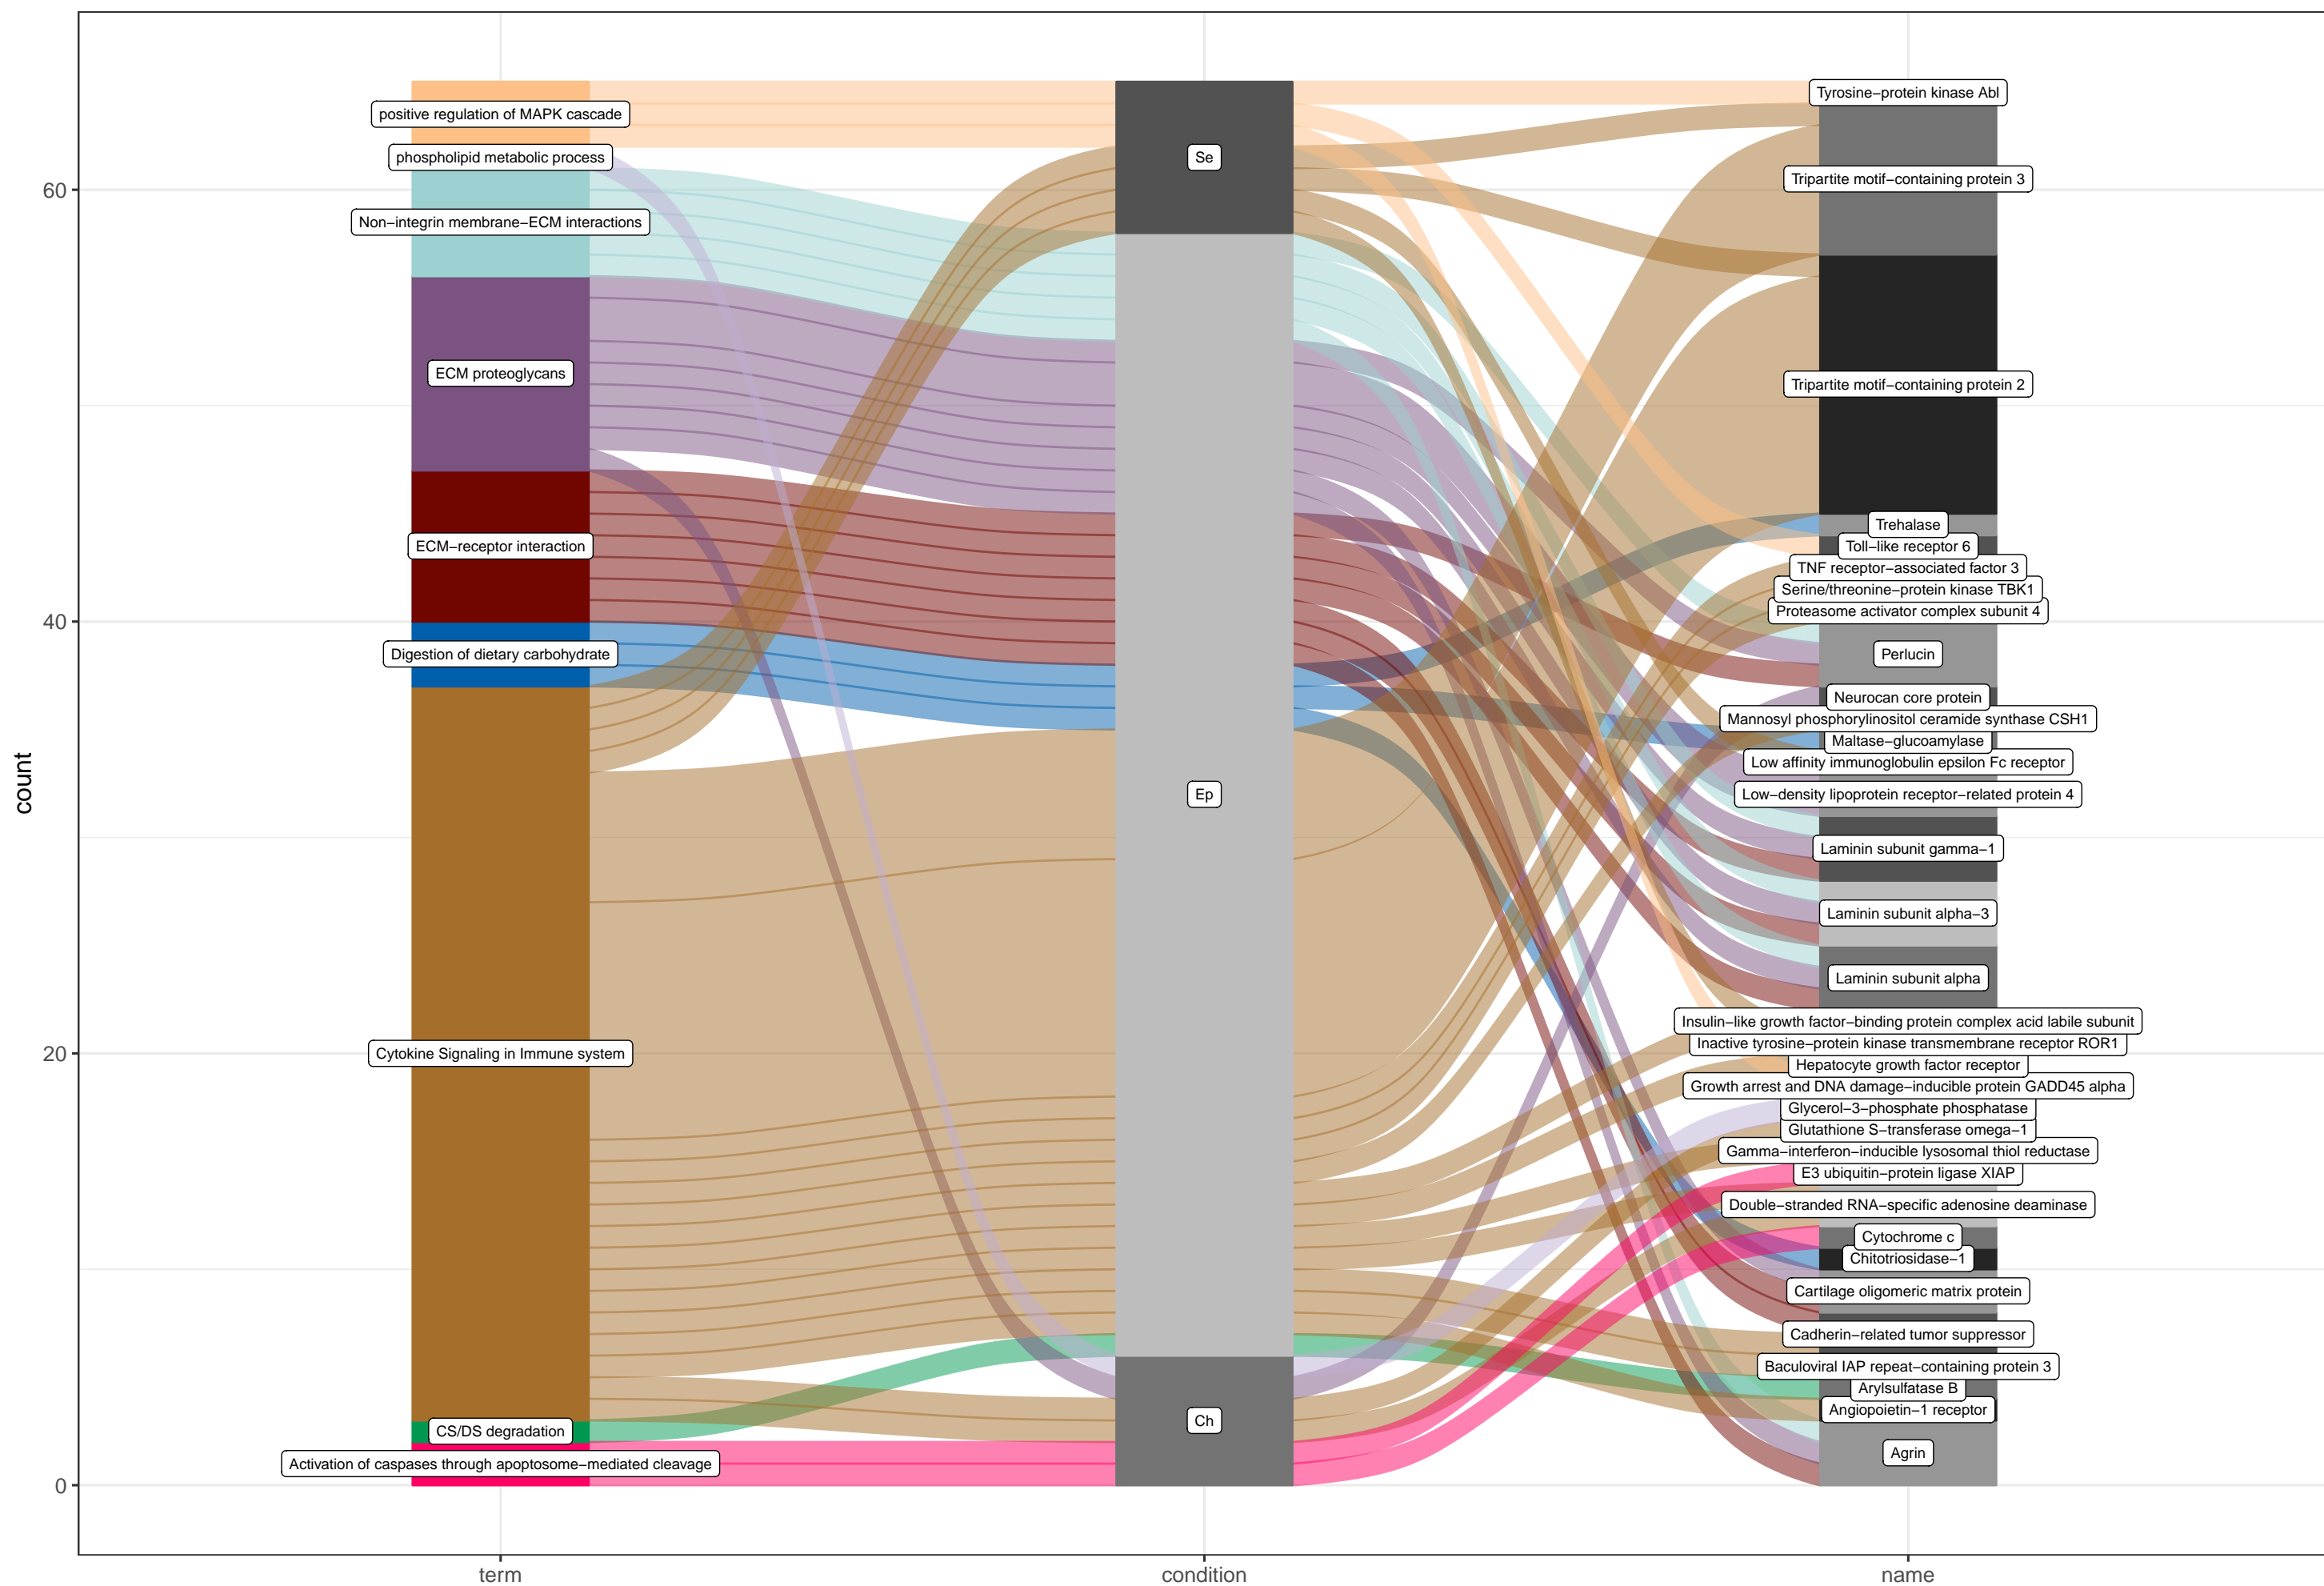 count
60
40
20
0
positive regulation of MAPK cascade
phospholipid metabolic process
Non−integrin membrane−ECM interactions
ECM proteoglycans
ECM−receptor interaction
Digestion of dietary carbohydrate
Cytokine Signaling in Immune system
CS/DS degradation
Activation of caspases through apoptosome−mediated cleavage
Se
Ep
Ch
Tyrosine−protein kinase Abl
Tripartite motif−containing protein 3
Tripartite motif−containing protein 2
Trehalase
Toll−like receptor 6
TNF receptor−associated factor 3
Serine/threonine−protein kinase TBK1
Proteasome activator complex subunit 4
Perlucin
Neurocan core protein
Mannosyl phosphorylinositol ceramide synthase CSH1
Maltase−glucoamylase
Low affinity immunoglobulin epsilon Fc receptor
Low−density lipoprotein receptor−related protein 4
Laminin subunit gamma−1
Laminin subunit alpha−3
Laminin subunit alpha
Insulin−like growth factor−binding protein complex acid labile subunit
Inactive tyrosine−protein kinase transmembrane receptor ROR1
Hepatocyte growth factor receptor
Growth arrest and DNA damage−inducible protein GADD45 alpha
Glycerol−3−phosphate phosphatase
Glutathione S−transferase omega−1
Gamma−interferon−inducible lysosomal thiol reductase
E3 ubiquitin−protein ligase XIAP
Double−stranded RNA−specific adenosine deaminase
Cytochrome c
Chitotriosidase−1
Cartilage oligomeric matrix protein
Cadherin−related tumor suppressor
Baculoviral IAP repeat−containing protein 3
Arylsulfatase B
Angiopoietin−1 receptor
Agrin
term
condition
name